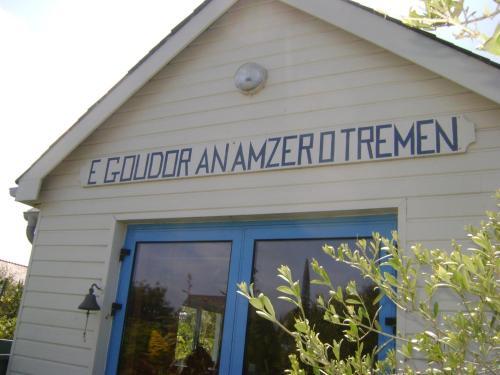 E GOUDOR AN AMZER O TREMEN